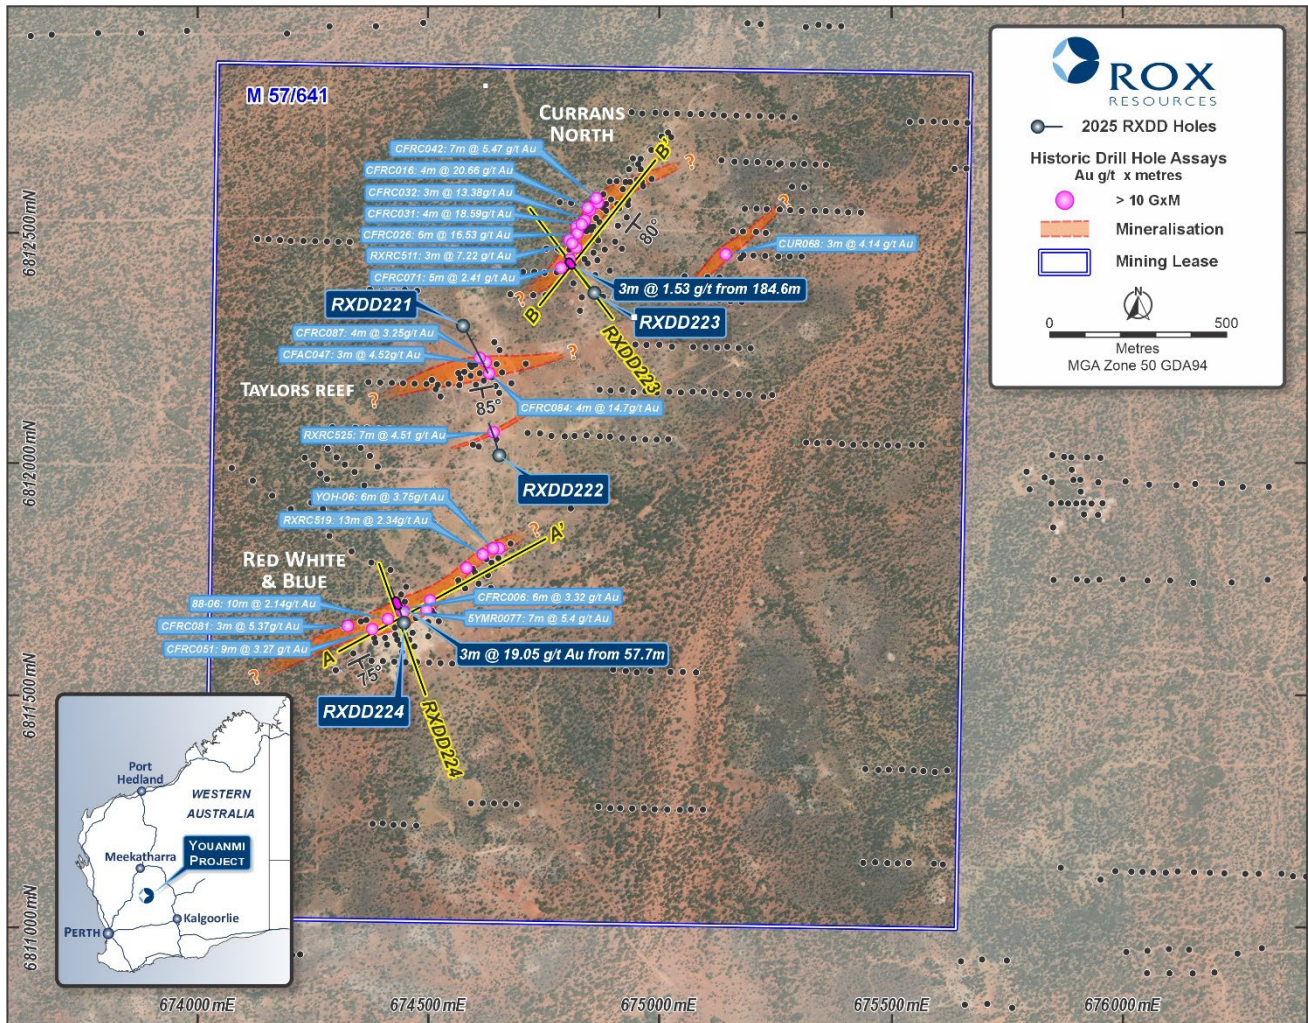 M 57/641
CURRANS
NORTH
CFRC042: 7m @ 5.47 g/t Au
CFRC016: 4m @ 20.66 g/t Au
CFRC032: 3m @ 13.38g/t Au
CFRC031: 4m @ 18.59g/t Au
CFRC026: 6m @ 16.53 g/t Au
RXRC511: 3m @ 7.22 g/t Au
CFRC071: 5m @ 2.41 g/t Au
B'
?
80°
?
CUR068: 3m @ 4.14 g/t Au
3m @ 1.53 g/t from 184.6m
?
B
RXDD223
RXDD223
RXDD221
CFRC087: 4m @ 3.25g/t Au
CFAC047: 3m @ 4.52g/t Au
?
TAYLORS REEF
?
85°
CFRC084: 4m @ 14.7g/t Au
RXRC525: 7m @ 4.51 g/t Au
RXDD222
YOH-06: 6m @ 3.75g/t Au
RXRC519: 13m @ 2.34g/t Au
?
A'
RED WHITE
& BLUE
88-06: 10m @ 2.14g/t Au
CFRC081: 3m @ 5.37g/t Au
CFRC051: 9m @ 3.27 g/t Au
CFRC006: 6m @ 3.32 g/t Au
5YMR0077: 7m @ 5.4 g/t Au
3m @ 19.05 g/t Au from 57.7m
A
75°
?
RXDD224
RXDD224
ROX
RESOURCES
2025 RXDD Holes
Historic Drill Hole Assays
Au g/t x metres
> 10 GxM
Mineralisation
Mining Lease
N
0 500
Metres
MGA Zone 50 GDA94
Port
Hedland
WESTERN
AUSTRALIA
YOUANMI
PROJECT
Meekatharra
Kalgoorlie
PERTH
6812500mN
6812000mN
6811500mN
6811000mN
674000mE
674500mE
675000mE
675500mE
676000mE